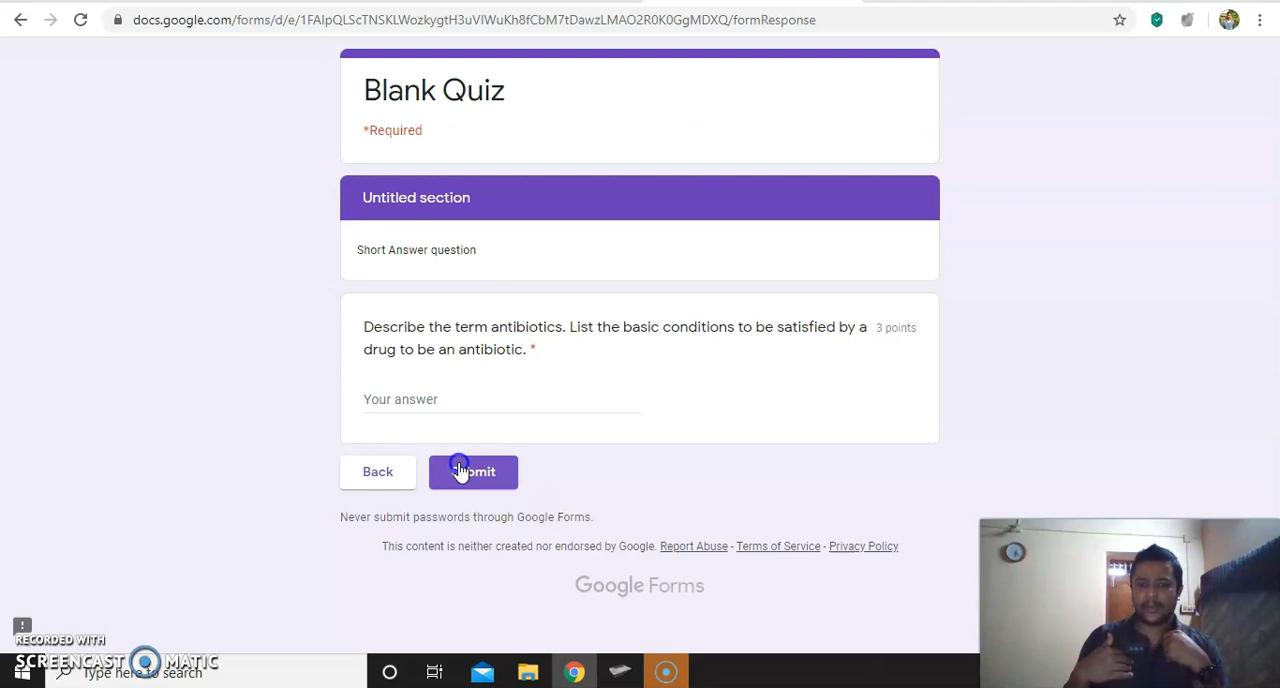 docs.google.com/forms/d/e/1FAIpQLScTNSKLWozkygtH3uVIWuKh8fCbM7tDawzLMAO2R0K0GgMDXQ/formResponse
Blank Quiz
*Required
Untitled section
Short Answer question
Describe the term antibiotics. List the basic conditions to be satisfied by a 3 points
drug to be an antibiotic. *
Your answer
Back Submit
Never submit passwords through Google Forms.
This content is neither created nor endorsed by Google. Report Abuse - Terms of Service - Privacy Policy
Google Forms
RECORDED WITH
SCREENCAST MATIC
Type here to search